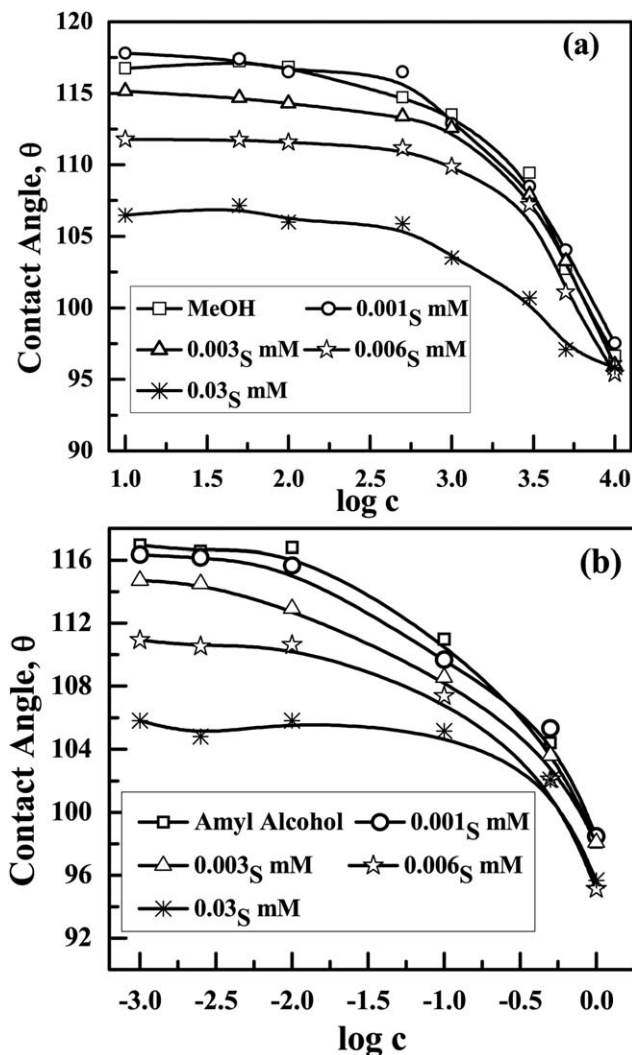 120
(a)
115
110
105
100
95
90
Contact Angle, θ
MeOH 0.001S mM
0.003S mM 0.006S mM
0.03S mM
1.0 1.5 2.0 2.5 3.0 3.5 4.0
log c
(b)
116
112
108
104
100
96
92
Contact Angle, θ
Amyl Alcohol 0.001S mM
0.003S mM 0.006S mM
0.03S mM
-3.0 -2.5 -2.0 -1.5 -1.0 -0.5 0.0
log c